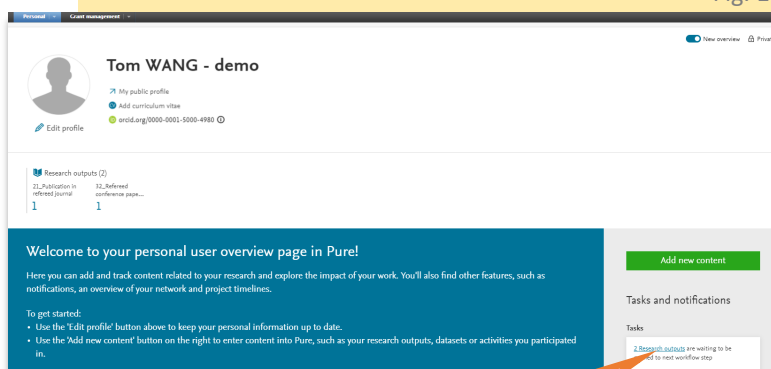 Personal
Grant management
New overview
Tom WANG - demo
My public profile
Add curriculum vitae
orcid.org/0000-0001-5000-4980
Edit profile
Research outputs (2)
21_Publication in
refereed journal
1
32_Refereed
conference pape...
1
Welcome to your personal user overview page in Pure!
Here you can add and track content related to your research and explore the impact of your work. You'll also find other features, such as
notifications, an overview of your network and project timelines.
To get started:
• Use the 'Edit profile' button above to keep your personal information up to date.
• Use the 'Add new content' button on the right to enter content into Pure, such as your research outputs, datasets or activities you participated
in.
Add new content
Tasks and notifications
Tasks
2 Research outputs are waiting to be
to next workflow step